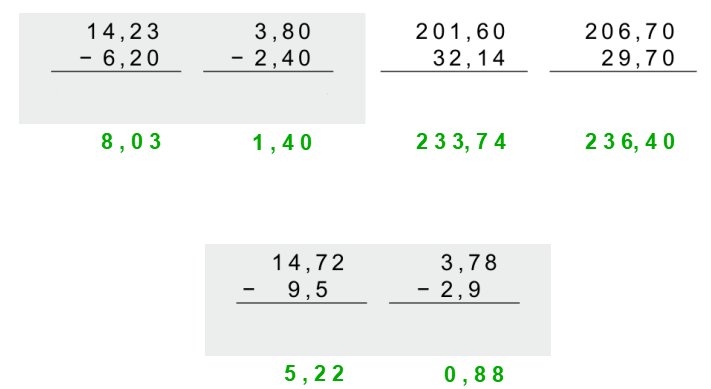 14,23 3,80 201,60 206,70
− 6,20 − 2,40 32,14 29,70
8,03 1,40 233,74 236,40
14,72 3,78
− 9,5 − 2,9
5,22 0,88